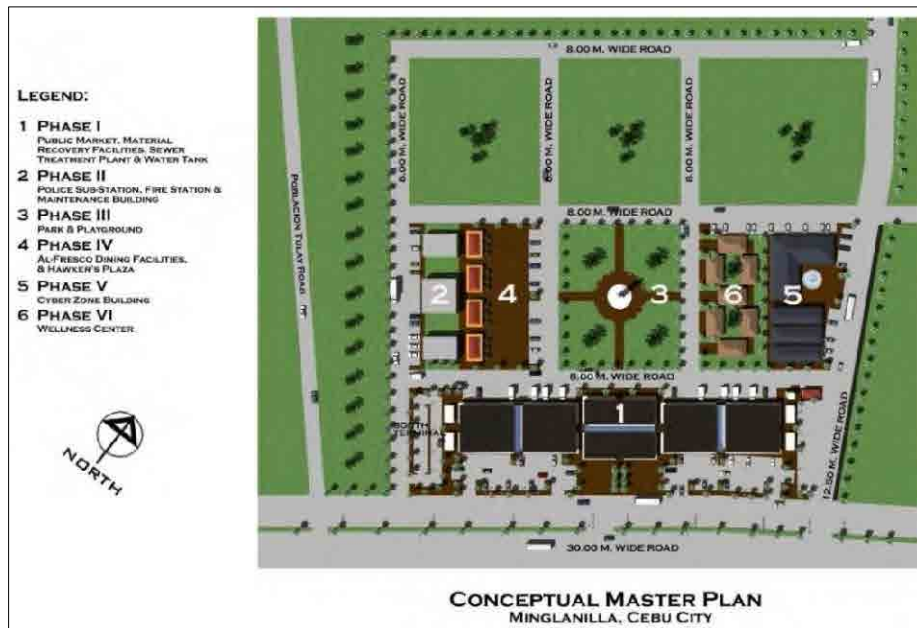 LEGEND:
1 PHASE I
PUBLIC MARKET, MATERIAL
RECOVERY FACILITIES, SEWER
TREATMENT PLANT & WATER TANK
2 PHASE II
POLICE SUB-STATION, FIRE STATION &
MAINTENANCE BUILDING
3 PHASE III
PARK & PLAYGROUND
4 PHASE IV
AL-FRESCO DINING FACILITIES,
& HAWKER'S PLAZA
5 PHASE V
CYBER ZONE BUILDING
6 PHASE VI
WELLNESS CENTER
NORTH
8.00 M. WIDE ROAD
8.00 M. WIDE ROAD
8.00 M. WIDE ROAD
8.00 M. WIDE ROAD
POBLACION TULAY ROAD
8.00 M. WIDE ROAD
2
4
3
6
5
8.00 M. WIDE ROAD
1
SOUTH
TERMINAL
12.50 M. WIDE ROAD
30.00 M. WIDE ROAD
CONCEPTUAL MASTER PLAN
MINGLANILLA, CEBU CITY